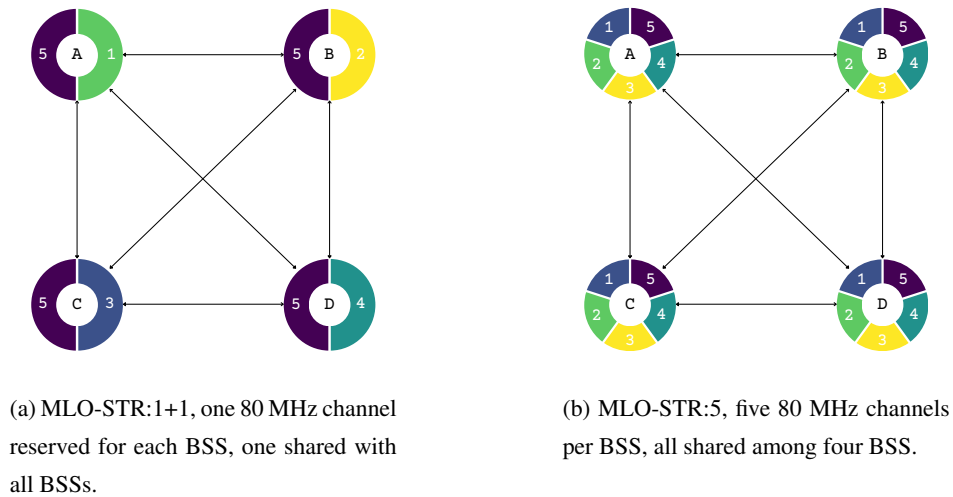 5 A 1
5 B 2
1 5
2 A 4
3
1 5
2 B 4
3
5 C 3
5 D 4
1 5
2 C 4
3
1 5
2 D 4
3
(a) MLO-STR:1+1, one 80 MHz channel
reserved for each BSS, one shared with
all BSSs.
(b) MLO-STR:5, five 80 MHz channels
per BSS, all shared among four BSS.